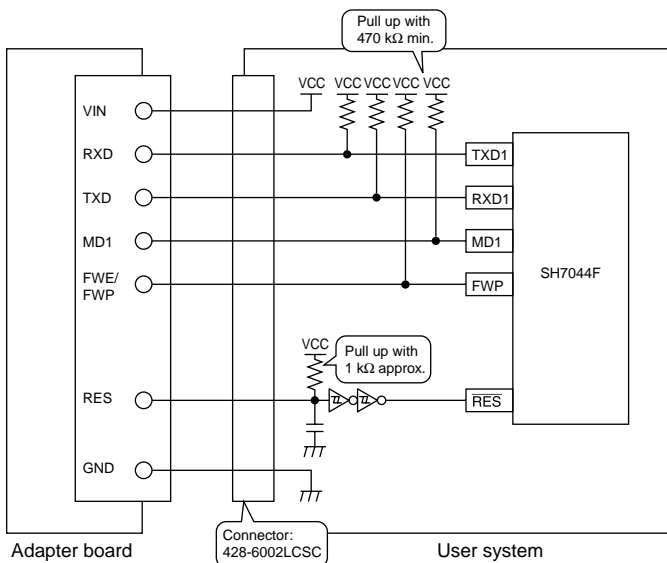 Pull up with
470 kΩ min.
VCC VCC VCC VCC VCC
VIN
RXD
TXD1
TXD
RXD1
MD1
MD1
SH7044F
FWE/
FWP
FWP
VCC
Pull up with
1 kΩ approx.
RES
RES
GND
Connector:
428-6002LCSC
Adapter board
User system